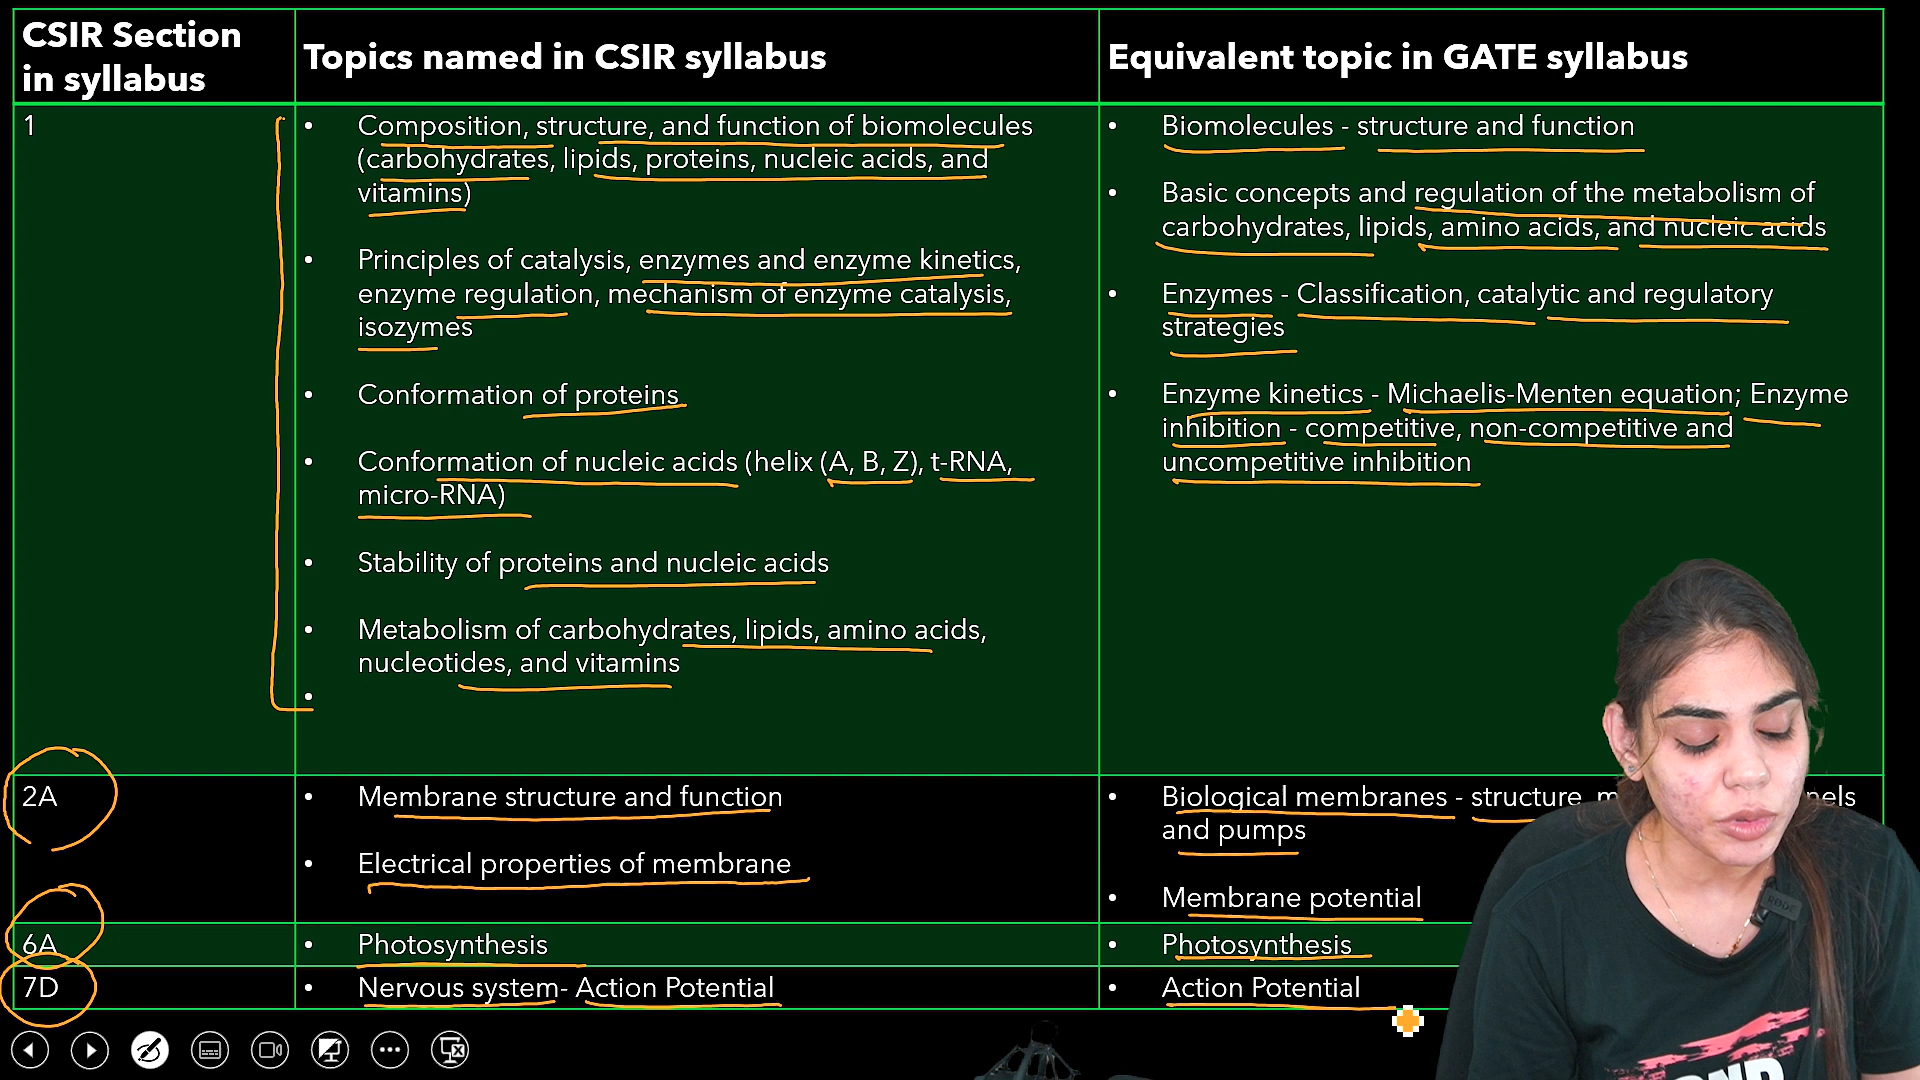 CSIR Section
in syllabus
Topics named in CSIR syllabus
Equivalent topic in GATE syllabus
1
• Composition, structure, and function of biomolecules
(carbohydrates, lipids, proteins, nucleic acids, and
vitamins)
• Principles of catalysis, enzymes and enzyme kinetics,
enzyme regulation, mechanism of enzyme catalysis,
isozymes
• Conformation of proteins
• Conformation of nucleic acids (helix (A, B, Z), t-RNA,
micro-RNA)
• Stability of proteins and nucleic acids
• Metabolism of carbohydrates, lipids, amino acids,
nucleotides, and vitamins
•
• Biomolecules - structure and function
• Basic concepts and regulation of the metabolism of
carbohydrates, lipids, amino acids, and nucleic acids
• Enzymes - Classification, catalytic and regulatory
strategies
• Enzyme kinetics - Michaelis-Menten equation; Enzyme
inhibition - competitive, non-competitive and
uncompetitive inhibition
2A
• Membrane structure and function
• Electrical properties of membrane
• Biological membranes - structure
and pumps
• Membrane potential
6A
• Photosynthesis
• Photosynthesis
7D
• Nervous system- Action Potential
• Action Potential
RODE